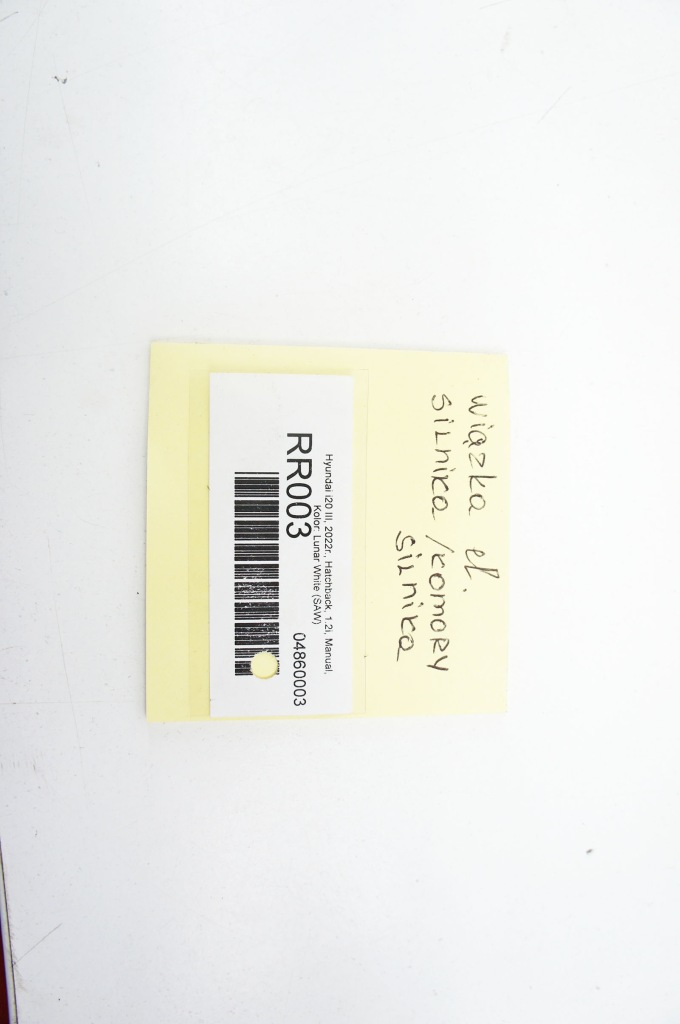 wiązka el.
silnika /komory
silnika
Hyundai i20 III, 2022r., Hatchback, 1.2i, Manual,
Kolor: Lunar White (SAW)
RR003
04860003